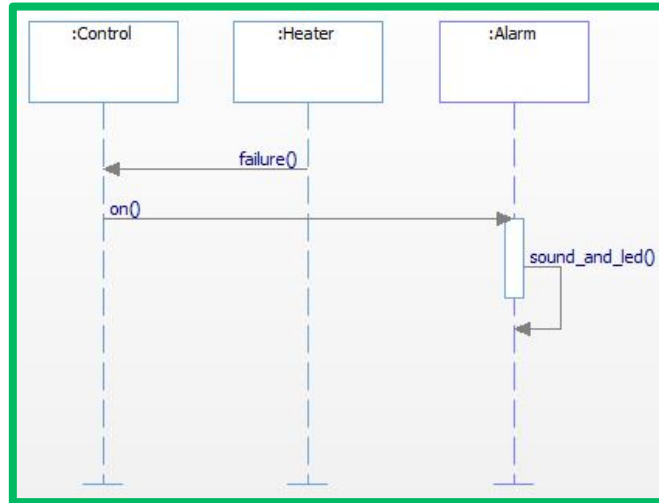 :Control
:Heater
:Alarm
failure()
on()
sound_and_led()